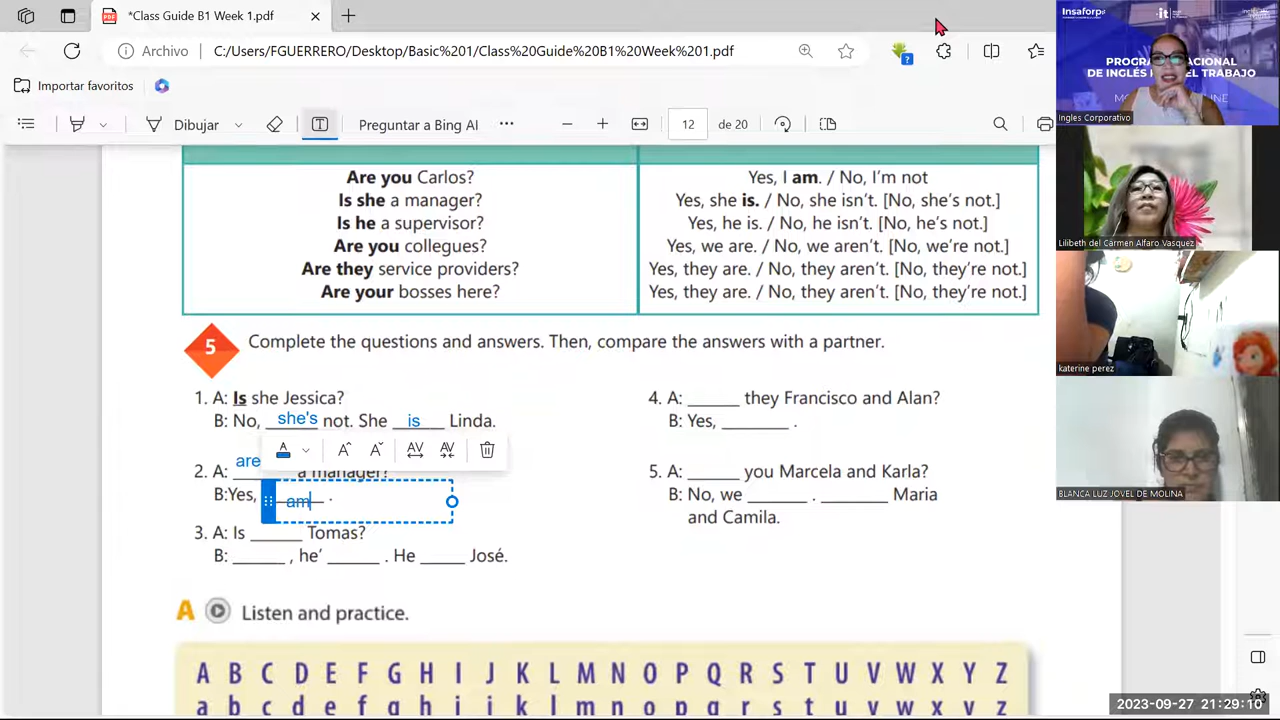 *Class Guide B1 Week 1.pdf
Archivo
C:/Users/FGUERRERO/Desktop/Basic%201/Class%20Guide%20B1%20Week%201.pdf
Importar favoritos
Dibujar
Preguntar a Bing AI
12
de 20
Are you Carlos?
Yes, I am. / No, I'm not
Is she a manager?
Yes, she is. / No, she isn't. [No, she's not.]
Is he a supervisor?
Yes, he is. / No, he isn't. [No, he's not.]
Are you collegues?
Yes, we are. / No, we aren't. [No, we're not.]
Are they service providers?
Yes, they are. / No, they aren't. [No, they're not.]
Are your bosses here?
Yes, they are. / No, they aren't. [No, they're not.]
5
Complete the questions and answers. Then, compare the answers with a partner.
1. A: Is she Jessica?
B: No, she's not. She is Linda.
2. A: are a manager?
B:Yes, am .
3. A: Is ______ Tomas?
B: ______ , he' ______ . He _____ José.
4. A: ______ they Francisco and Alan?
B: Yes, ________ .
5. A: ______ you Marcela and Karla?
B: No, we _______ . ________ Maria
and Camila.
A
Listen and practice.
A B C D E F G H I J K L M N O P Q R S T U V W X Y Z
a b c d e f g h i j k l m n o p q r s t u v w x y z
Insaforp
Ingles Corporativo
Lilibeth del Carmen Alfaro Vasquez
katerine perez
BLANCA LUZ JOVEL DE MOLINA
2023-09-27 21:29:10